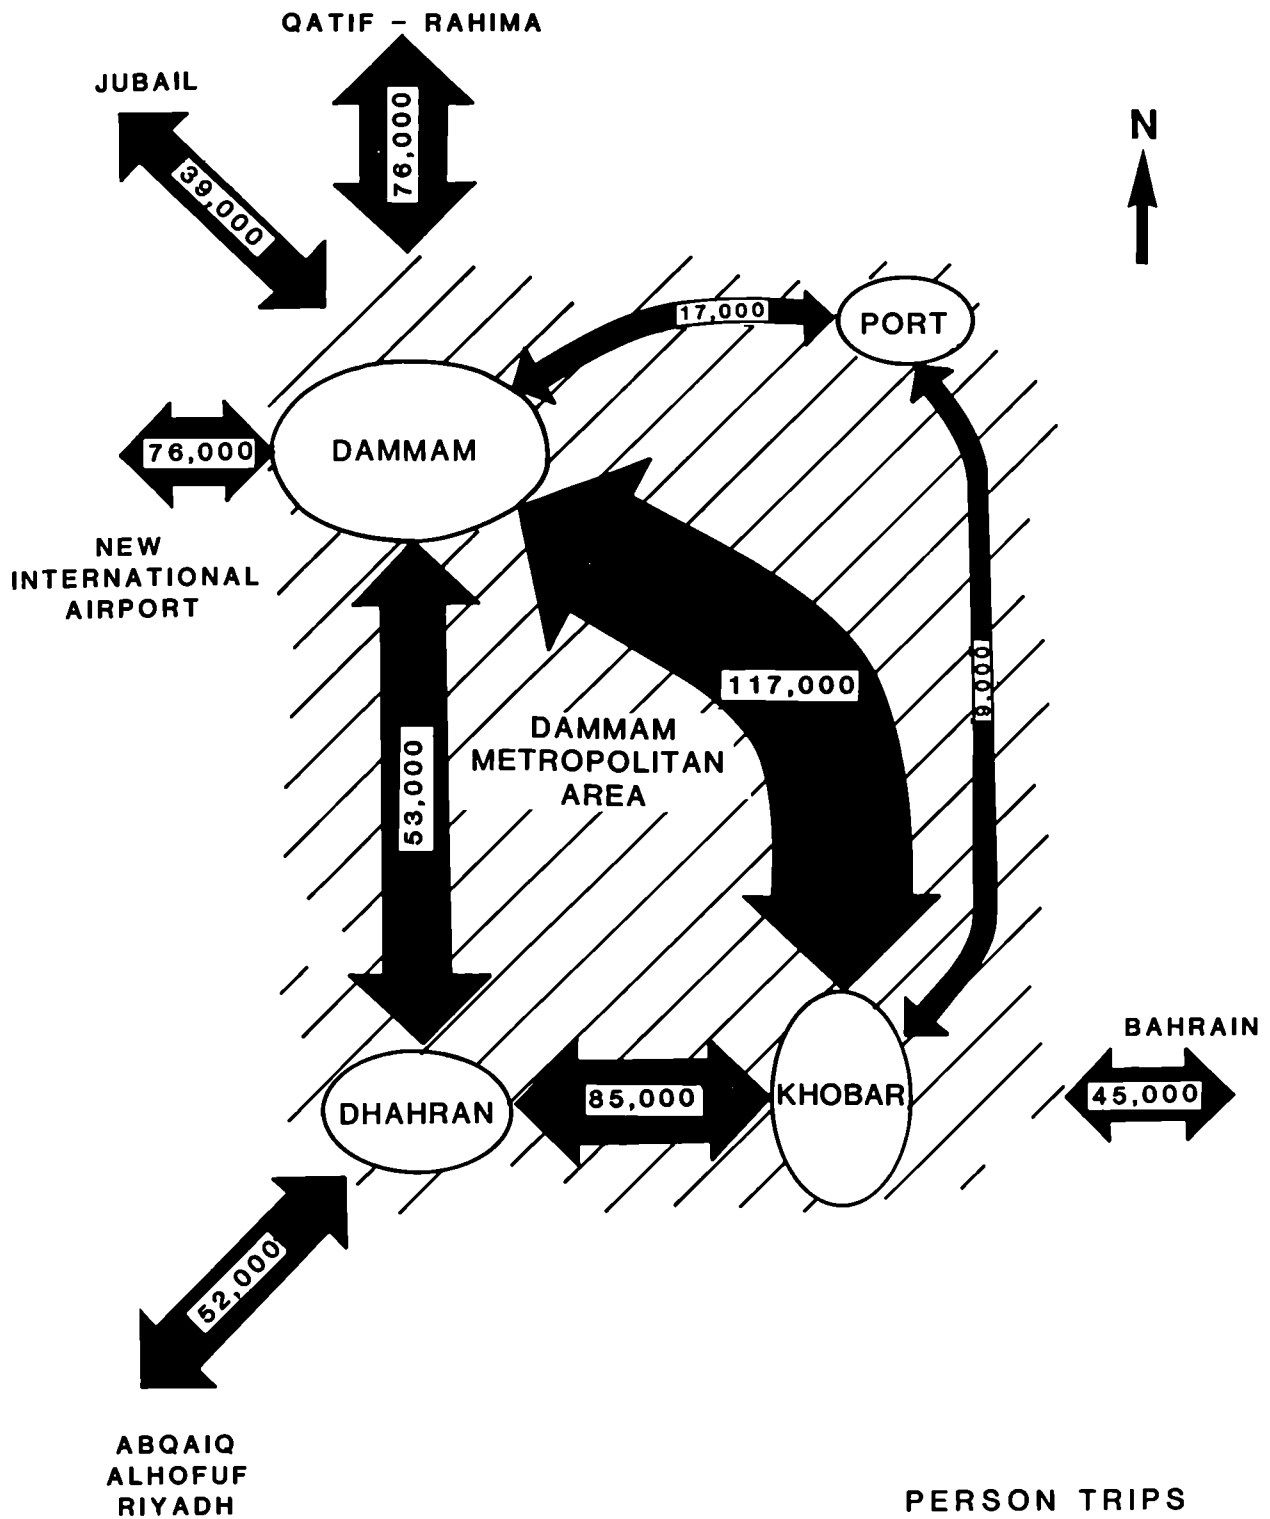 QATIF – RAHIMA
JUBAIL
76,000
N
39,000
17,000
PORT
76,000
DAMMAM
NEW
INTERNATIONAL
AIRPORT
117,000
9,000
DAMMAM
METROPOLITAN
AREA
53,000
BAHRAIN
DHAHRAN
85,000
KHOBAR
45,000
52,000
ABQAIQ
ALHOFUF
RIYADH
PERSON TRIPS